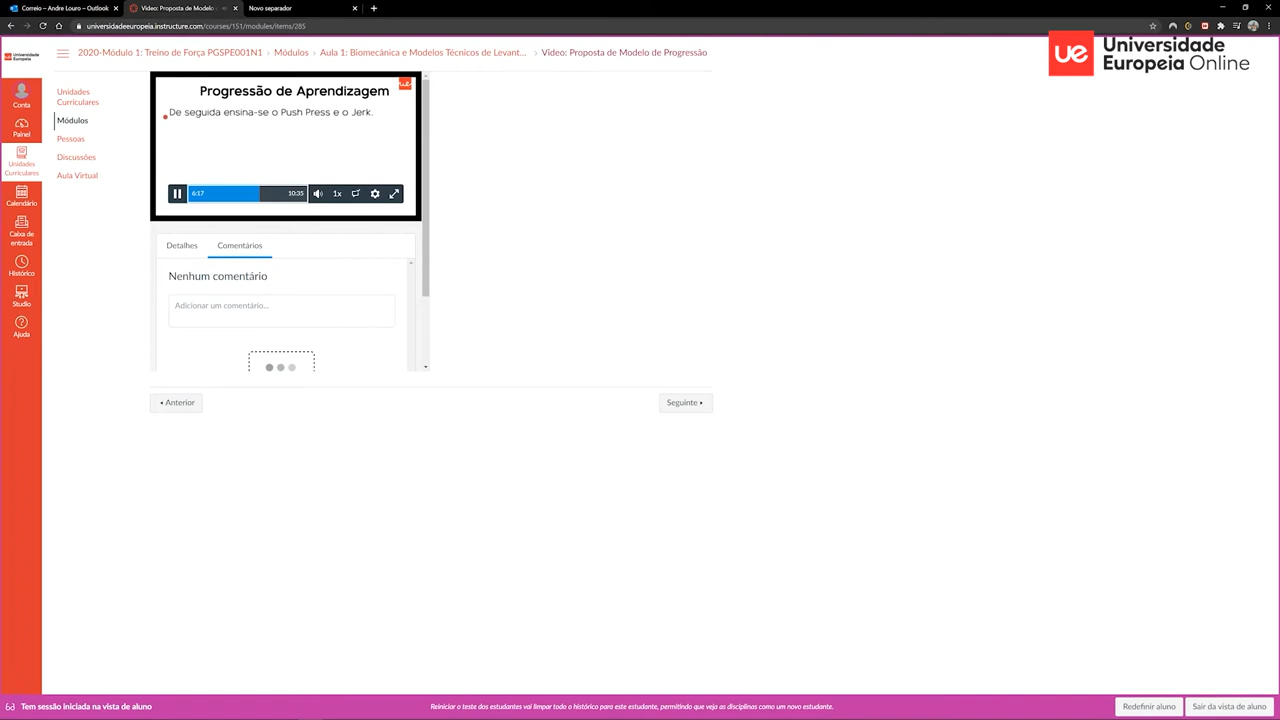 Correio – Andre Louro – Outlook
Video: Proposta de Modelo
Novo separador
universidadeeuropeia.instructure.com/courses/151/modules/items/285
Universidade Europeia
2020-Módulo 1: Treino de Força PGSPE001N1 > Módulos > Aula 1: Biomecânica e Modelos Técnicos de Levant... > Video: Proposta de Modelo de Progressão
ue Universidade
Europeia Online
Conta
Painel
Unidades
Curriculares
Calendário
Caixa de
entrada
Histórico
Studio
Ajuda
Unidades
Curriculares
Módulos
Pessoas
Discussões
Aula Virtual
Progressão de Aprendizagem
ue
De seguida ensina-se o Push Press e o Jerk.
6:17
10:35
1x
Detalhes
Comentários
Nenhum comentário
Adicionar um comentário...
Anterior
Seguinte
Tem sessão iniciada na vista de aluno
Reiniciar o teste dos estudantes vai limpar todo o histórico para este estudante, permitindo que veja as disciplinas como um novo estudante.
Redefinir aluno
Sair da vista de aluno